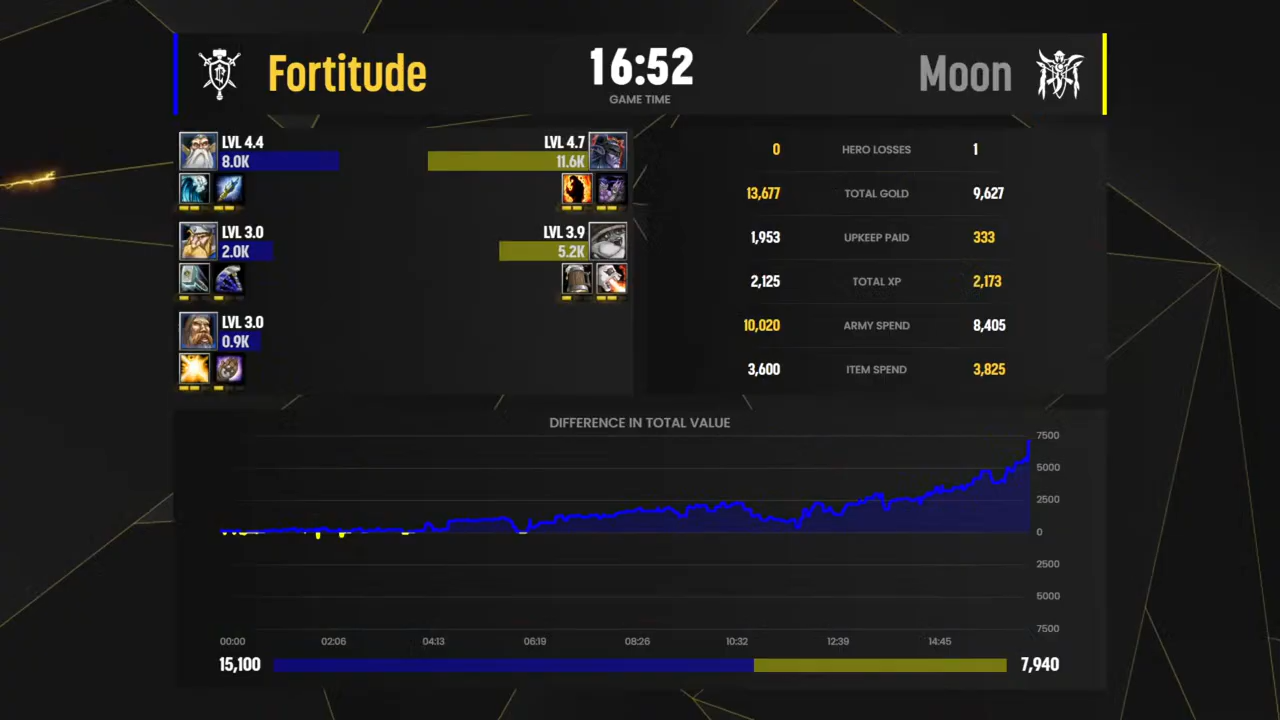 Fortitude
16:52
GAME TIME
Moon
LVL 4.4
8.0K
LVL 4.7
11.6K
LVL 3.0
2.0K
LVL 3.9
5.2K
LVL 3.0
0.9K
0 HERO LOSSES 1
13,677 TOTAL GOLD 9,627
1,953 UPKEEP PAID 333
2,125 TOTAL XP 2,173
10,020 ARMY SPEND 8,405
3,600 ITEM SPEND 3,825
DIFFERENCE IN TOTAL VALUE
7500
5000
2500
0
2500
5000
7500
00:00 02:06 04:13 06:19 08:26 10:32 12:39 14:45
15,100 7,940